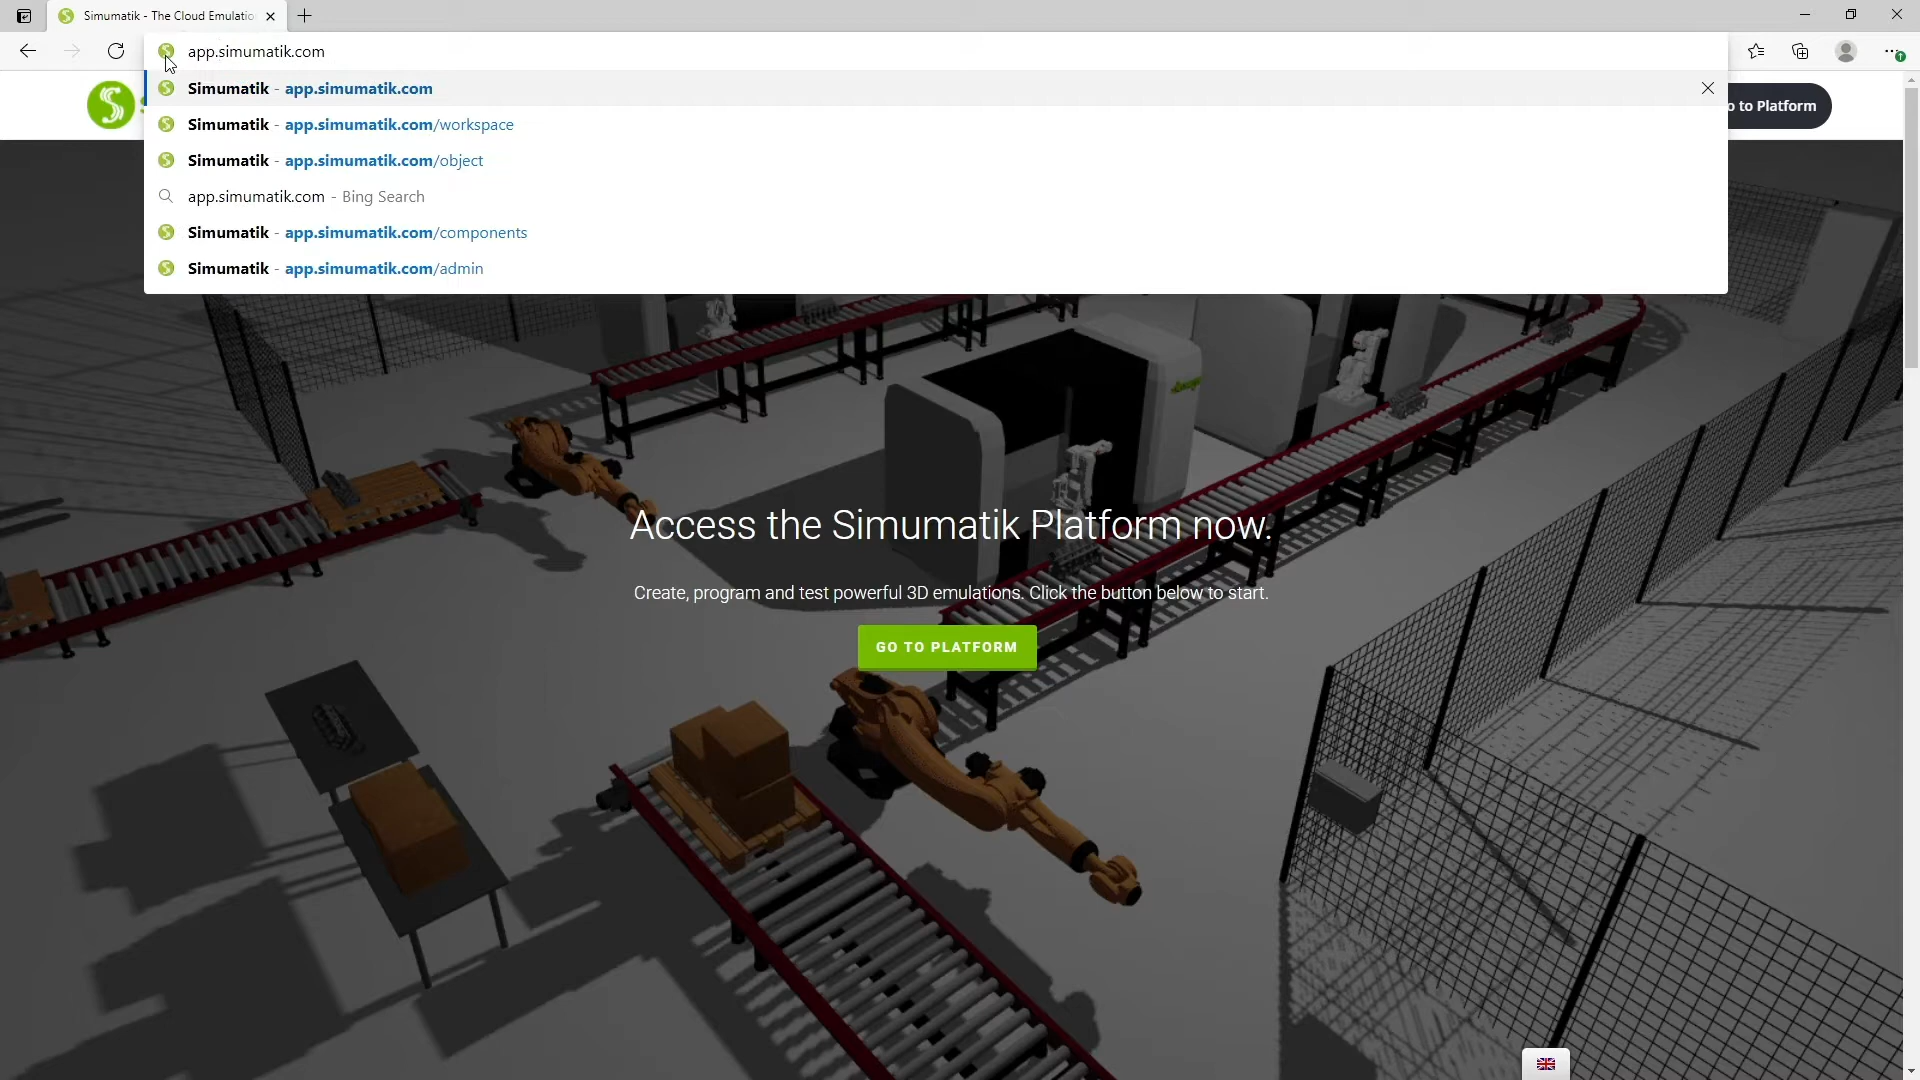 Simumatik - The Cloud Emulatio
app.simumatik.com
Simumatik - app.simumatik.com
Simumatik - app.simumatik.com/workspace
Simumatik - app.simumatik.com/object
app.simumatik.com - Bing Search
Simumatik - app.simumatik.com/components
Simumatik - app.simumatik.com/admin
o to Platform
Access the Simumatik Platform now.
Create, program and test powerful 3D emulations. Click the button below to start.
GO TO PLATFORM